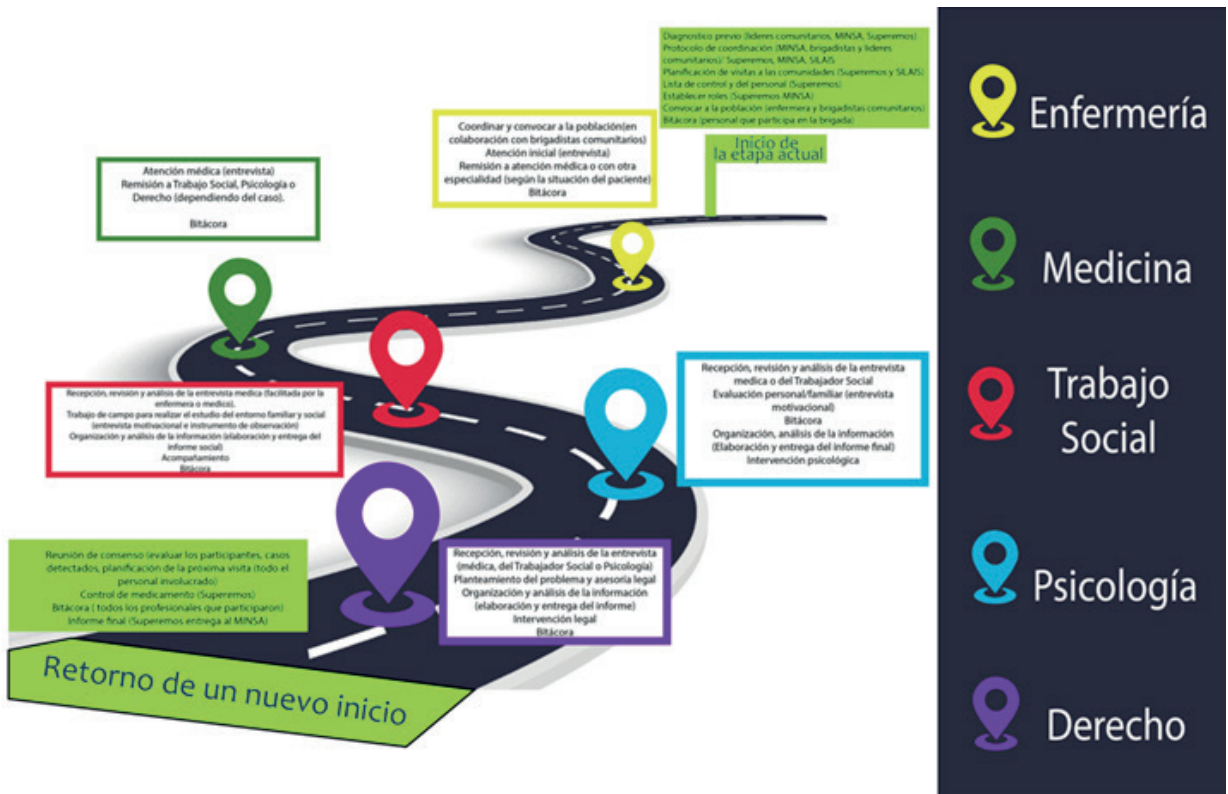 Diagnostico previo (lideres comunitarios, MINSA, Superemos)
Protocolo de coordinación (MINSA, brigadistas y lideres
comunitarios)/ Superemos, MINSA, SILAIS
Planificación de visitas a las comunidades (Superemos y SILAIS)
Lista de control y del personal (Superemos)
Establecer roles (Superemos-MINSA)
Convocar a la población (enfermera y brigadistas comunitarios)
Bitácora (personal que participa en la brigada)
Inicio de
la etapa actual
Coordinar y convocar a la población(en
colaboración con brigadistas comunitarios)
Atención inicial (entrevista)
Remisión a atención médica o con otra
especialidad (según la situación del paciente)
Bitácora
Atención médica (entrevista)
Remisión a Trabajo Social, Psicología o
Derecho (dependiendo del caso).
Bitácora
Recepción, revisión y análisis de la entrevista medica (facilitada por la
enfermera o medico).
Trabajo de campo para realizar el estudio del entorno familiar y social
(entrevista motivacional e instrumento de observación)
Organización y análisis de la información (elaboración y entrega del
informe social)
Acompañamiento
Bitácora
Recepción, revisión y análisis de la entrevista
medica o del Trabajador Social
Evaluación personal/familiar (entrevista
motivacional)
Bitácora
Organización, análisis de la información
(Elaboración y entrega del informe final)
Intervención psicológica
Recepción, revisión y análisis de la entrevista
(médica, del Trabajador Social o Psicología)
Planteamiento del problema y asesoría legal
Organización y análisis de la información
(elaboración y entrega del informe)
Intervención legal
Bitácora
Reunión de consenso (evaluar los participantes, casos
detectados, planificación de la próxima visita (todo el
personal involucrado)
Control de medicamento (Superemos)
Bitácora ( todos los profesionales que participaron)
Informe final (Superemos entrega al MINSA)
Retorno de un nuevo inicio
Enfermería
Medicina
Trabajo
Social
Psicología
Derecho